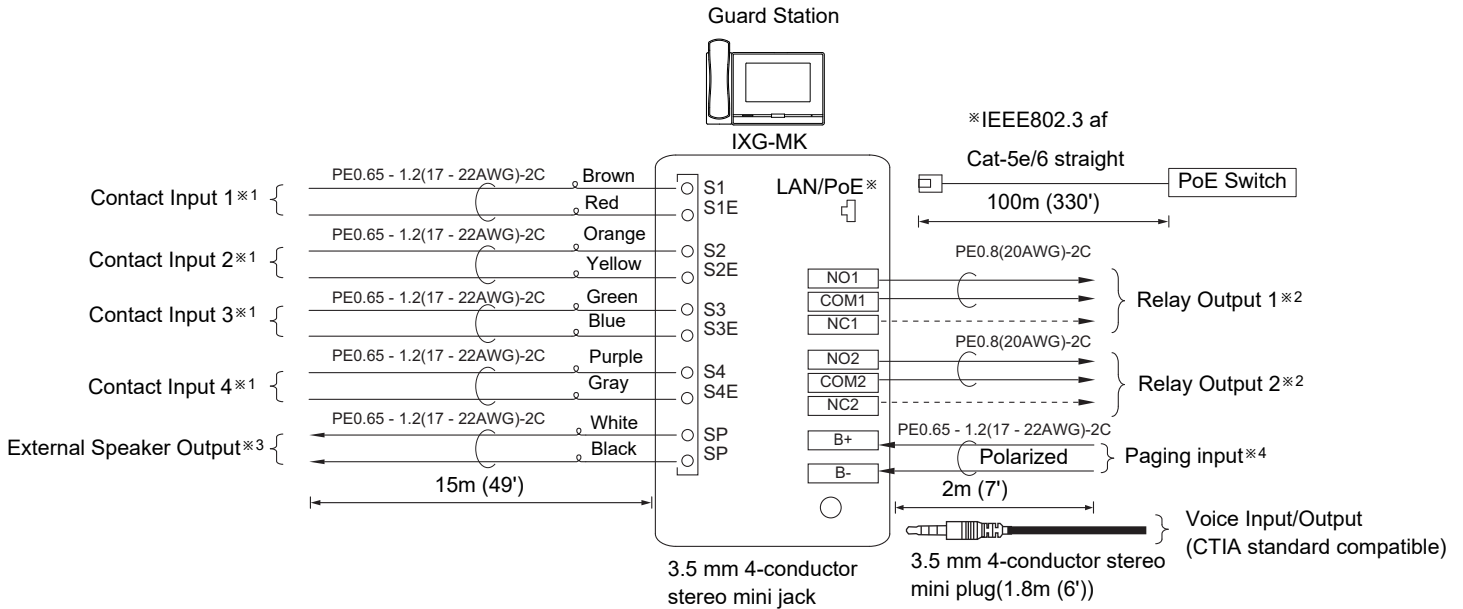 Guard Station
IXG-MK
※IEEE802.3 af
Cat-5e/6 straight
LAN/PoE※
PoE Switch
100m (330')
Contact Input 1※1
PE0.65 - 1.2(17 - 22AWG)-2C
Brown
S1
Red
S1E
Contact Input 2※1
PE0.65 - 1.2(17 - 22AWG)-2C
Orange
S2
Yellow
S2E
Contact Input 3※1
PE0.65 - 1.2(17 - 22AWG)-2C
Green
S3
Blue
S3E
Contact Input 4※1
PE0.65 - 1.2(17 - 22AWG)-2C
Purple
S4
Gray
S4E
External Speaker Output※3
PE0.65 - 1.2(17 - 22AWG)-2C
White
SP
Black
SP
15m (49')
PE0.8(20AWG)-2C
NO1
COM1
NC1
Relay Output 1※2
PE0.8(20AWG)-2C
NO2
COM2
NC2
Relay Output 2※2
PE0.65 - 1.2(17 - 22AWG)-2C
B+
Polarized
B-
Paging input※4
2m (7')
Voice Input/Output
(CTIA standard compatible)
3.5 mm 4-conductor
stereo mini jack
3.5 mm 4-conductor stereo
mini plug(1.8m (6'))